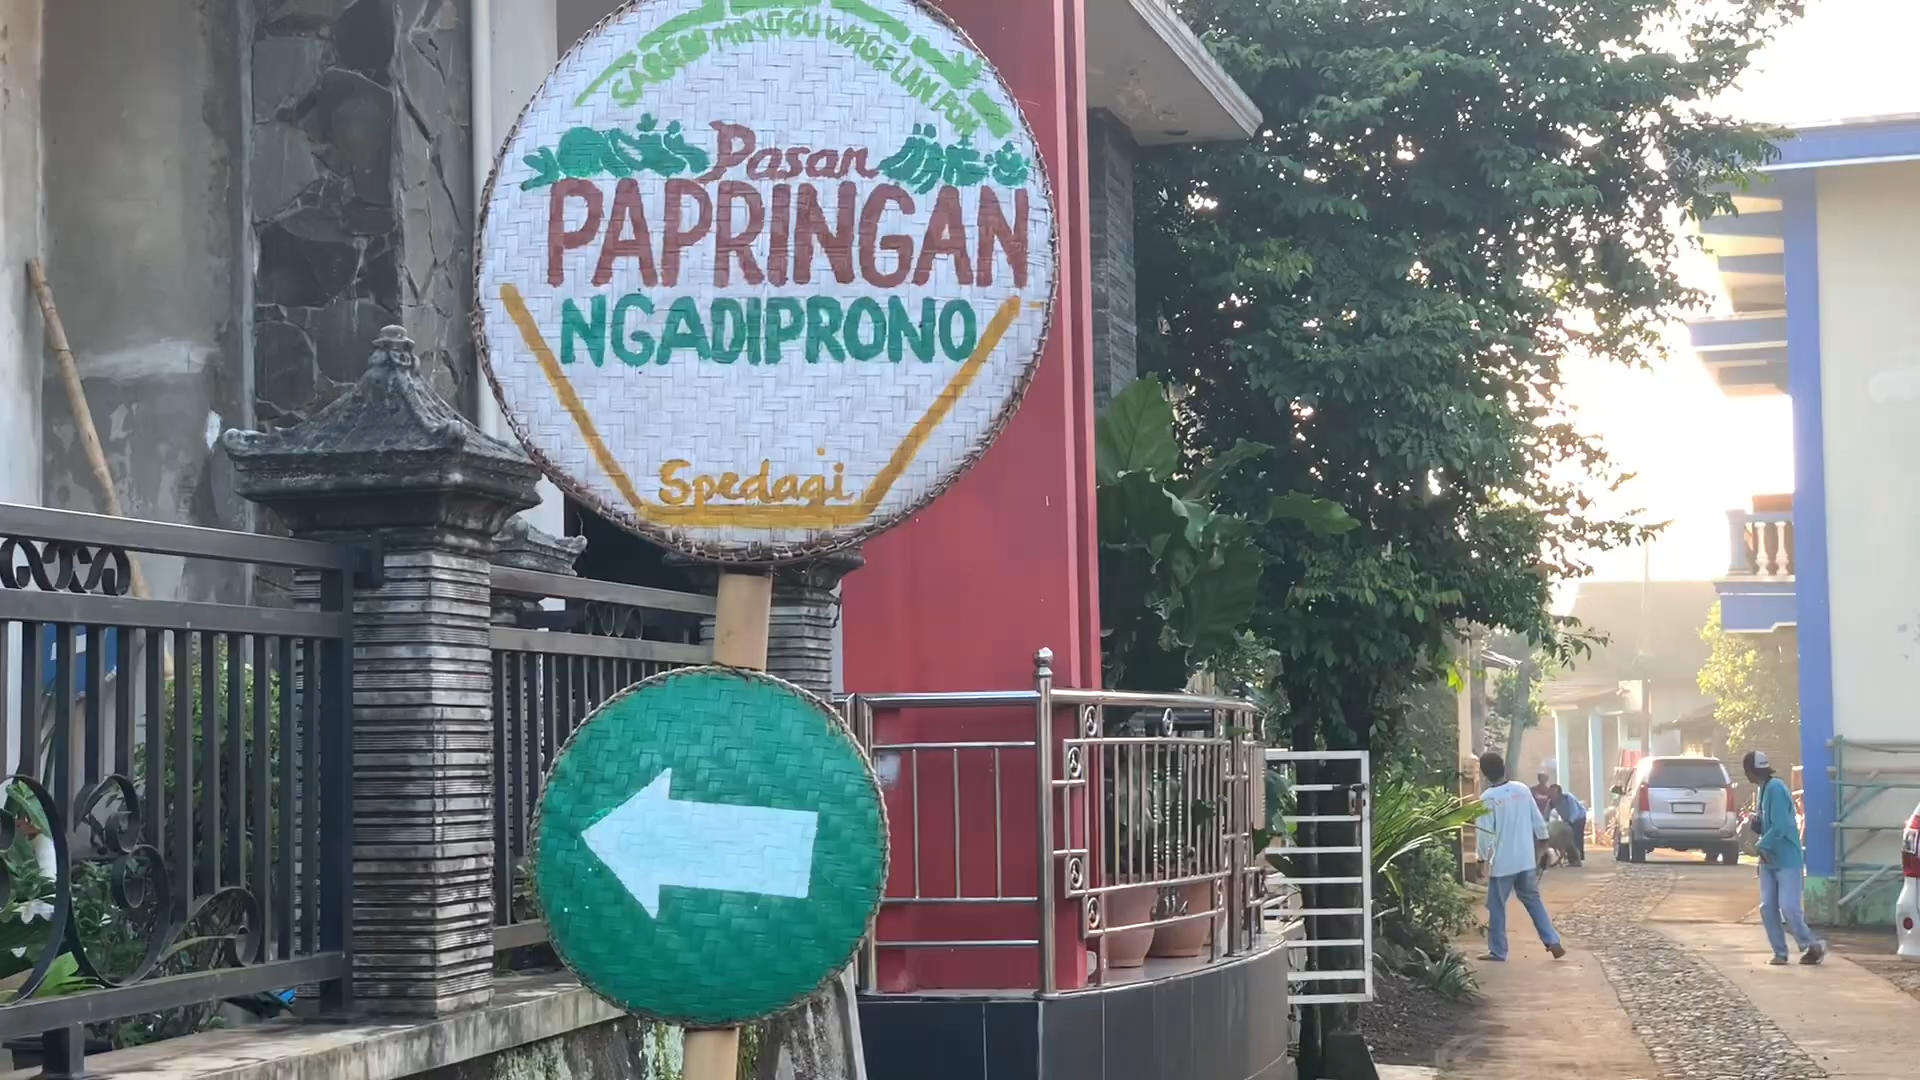 SABEN MINGGU WAGE LAN PON
Pasar
PAPRINGAN
NGADIPRONO
Spedagi